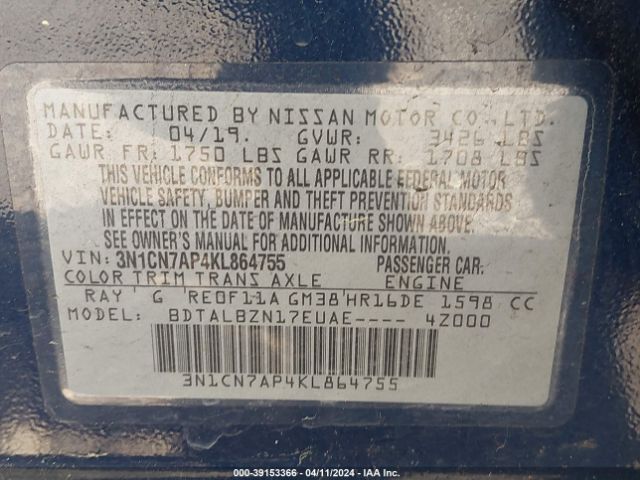 MANUFACTURED BY NISSAN MOTOR CO., LTD.
DATE: 04/19. GVWR: 3426 LBS
GAWR FR: 1750 LBS GAWR RR: 1708 LBS
THIS VEHICLE CONFORMS TO ALL APPLICABLE FEDERAL MOTOR
VEHICLE SAFETY, BUMPER AND THEFT PREVENTION STANDARDS
IN EFFECT ON THE DATE OF MANUFACTURE SHOWN ABOVE.
SEE OWNER'S MANUAL FOR ADDITIONAL INFORMATION.
VIN: 3N1CN7AP4KL864755 PASSENGER CAR.
COLOR TRIM TRANS AXLE ENGINE
RAY G RE0F11A GM38 HR16DE 1598 CC
MODEL: BDTALBZN17EUAE---- 4Z000
3N1CN7AP4KL864755
000-39153366 - 04/11/2024 - IAA Inc.